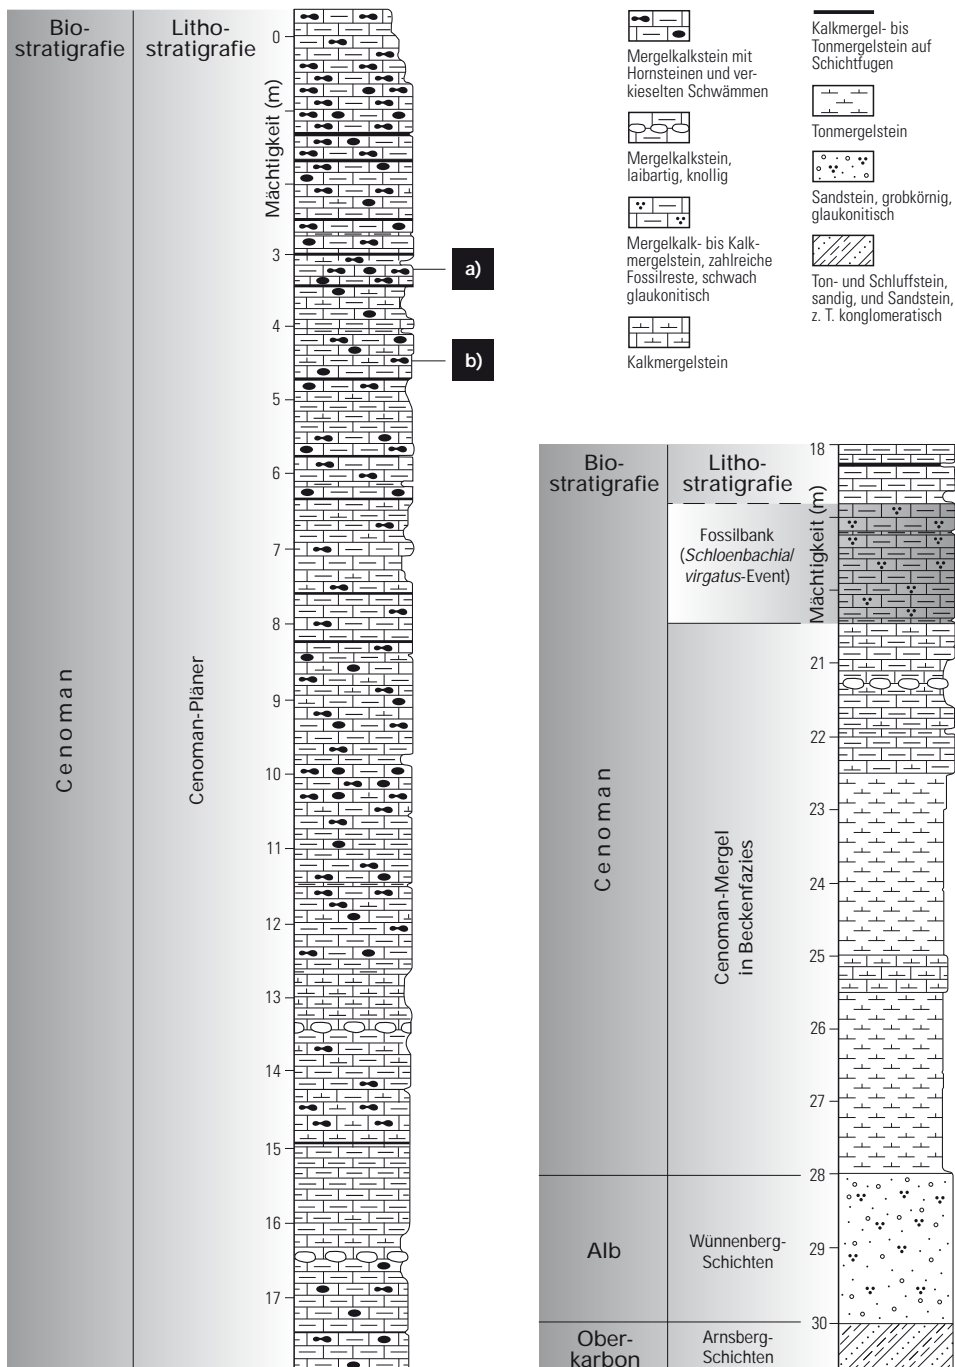 Bio-
stratigrafie
Litho-
stratigrafie
Mächtigkeit (m)
0
3
4
5
6
7
8
9
10
11
12
13
14
15
16
17
Cenoman
Cenoman-Pläner
a)
b)
Mergelkalkstein mit
Hornsteinen und ver-
kieselten Schwämmen
Mergelkalkstein,
laibartig, knollig
Mergelkalk- bis Kalk-
mergelstein, zahlreiche
Fossilreste, schwach
glaukonitisch
Kalkmergelstein
Kalkmergel- bis
Tonmergelstein auf
Schichtfugen
Tonmergelstein
Sandstein, grobkörnig,
glaukonitisch
Ton- und Schluffstein,
sandig, und Sandstein,
z. T. konglomeratisch
Bio-
stratigrafie
Litho-
stratigrafie
Mächtigkeit (m)
18
21
22
23
24
25
26
27
28
29
30
Fossilbank
(Schloenbachia/
virgatus-Event)
Cenoman
Cenoman-Mergel
in Beckenfazies
Alb
Wünnenberg-
Schichten
Ober-
karbon
Arnsberg-
Schichten